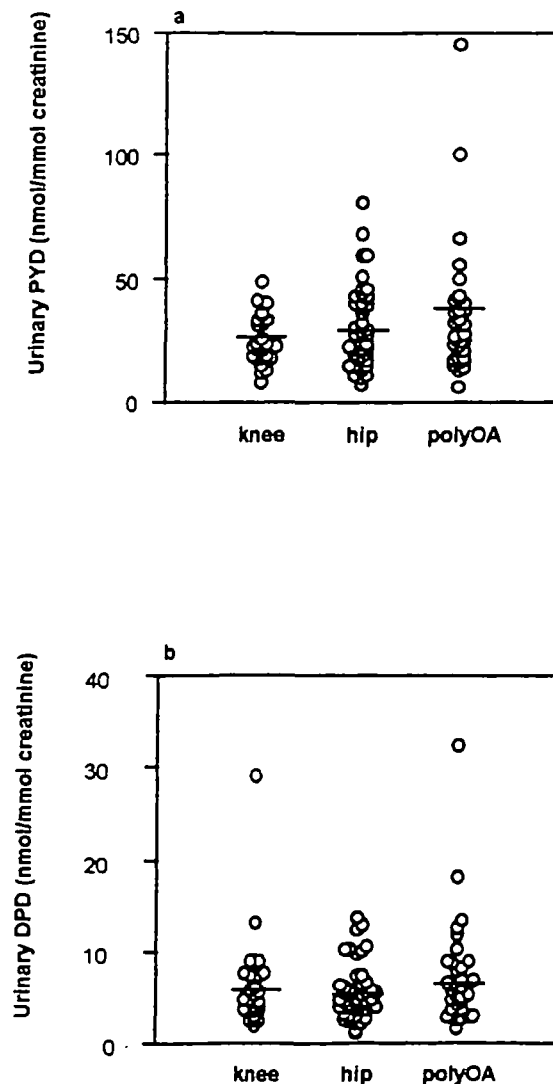 a
150
100
50
0
Urinary PYD (nmol/mmol creatinine)
knee hip polyOA
b
40
30
20
10
0
Urinary DPD (nmol/mmol creatinine)
knee hip polyOA